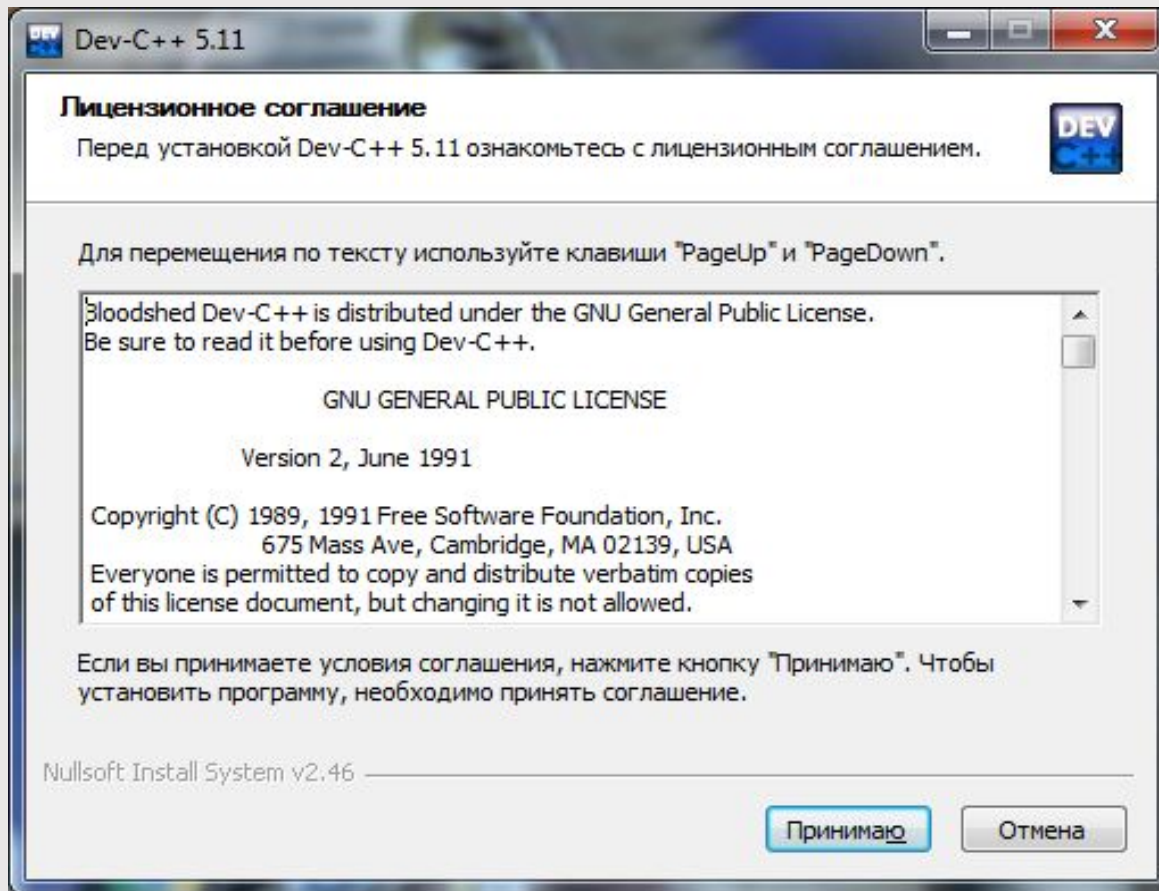 Dev-C++ 5.11
Лицензионное соглашение
Перед установкой Dev-C++ 5.11 ознакомьтесь с лицензионным соглашением.
DEV
C++
Для перемещения по тексту используйте клавиши "PageUp" и "PageDown".
Bloodshed Dev-C++ is distributed under the GNU General Public License.
Be sure to read it before using Dev-C++.
GNU GENERAL PUBLIC LICENSE
Version 2, June 1991
Copyright (C) 1989, 1991 Free Software Foundation, Inc.
675 Mass Ave, Cambridge, MA 02139, USA
Everyone is permitted to copy and distribute verbatim copies
of this license document, but changing it is not allowed.
Если вы принимаете условия соглашения, нажмите кнопку "Принимаю". Чтобы
установить программу, необходимо принять соглашение.
Nullsoft Install System v2.46
Принимаю
Отмена